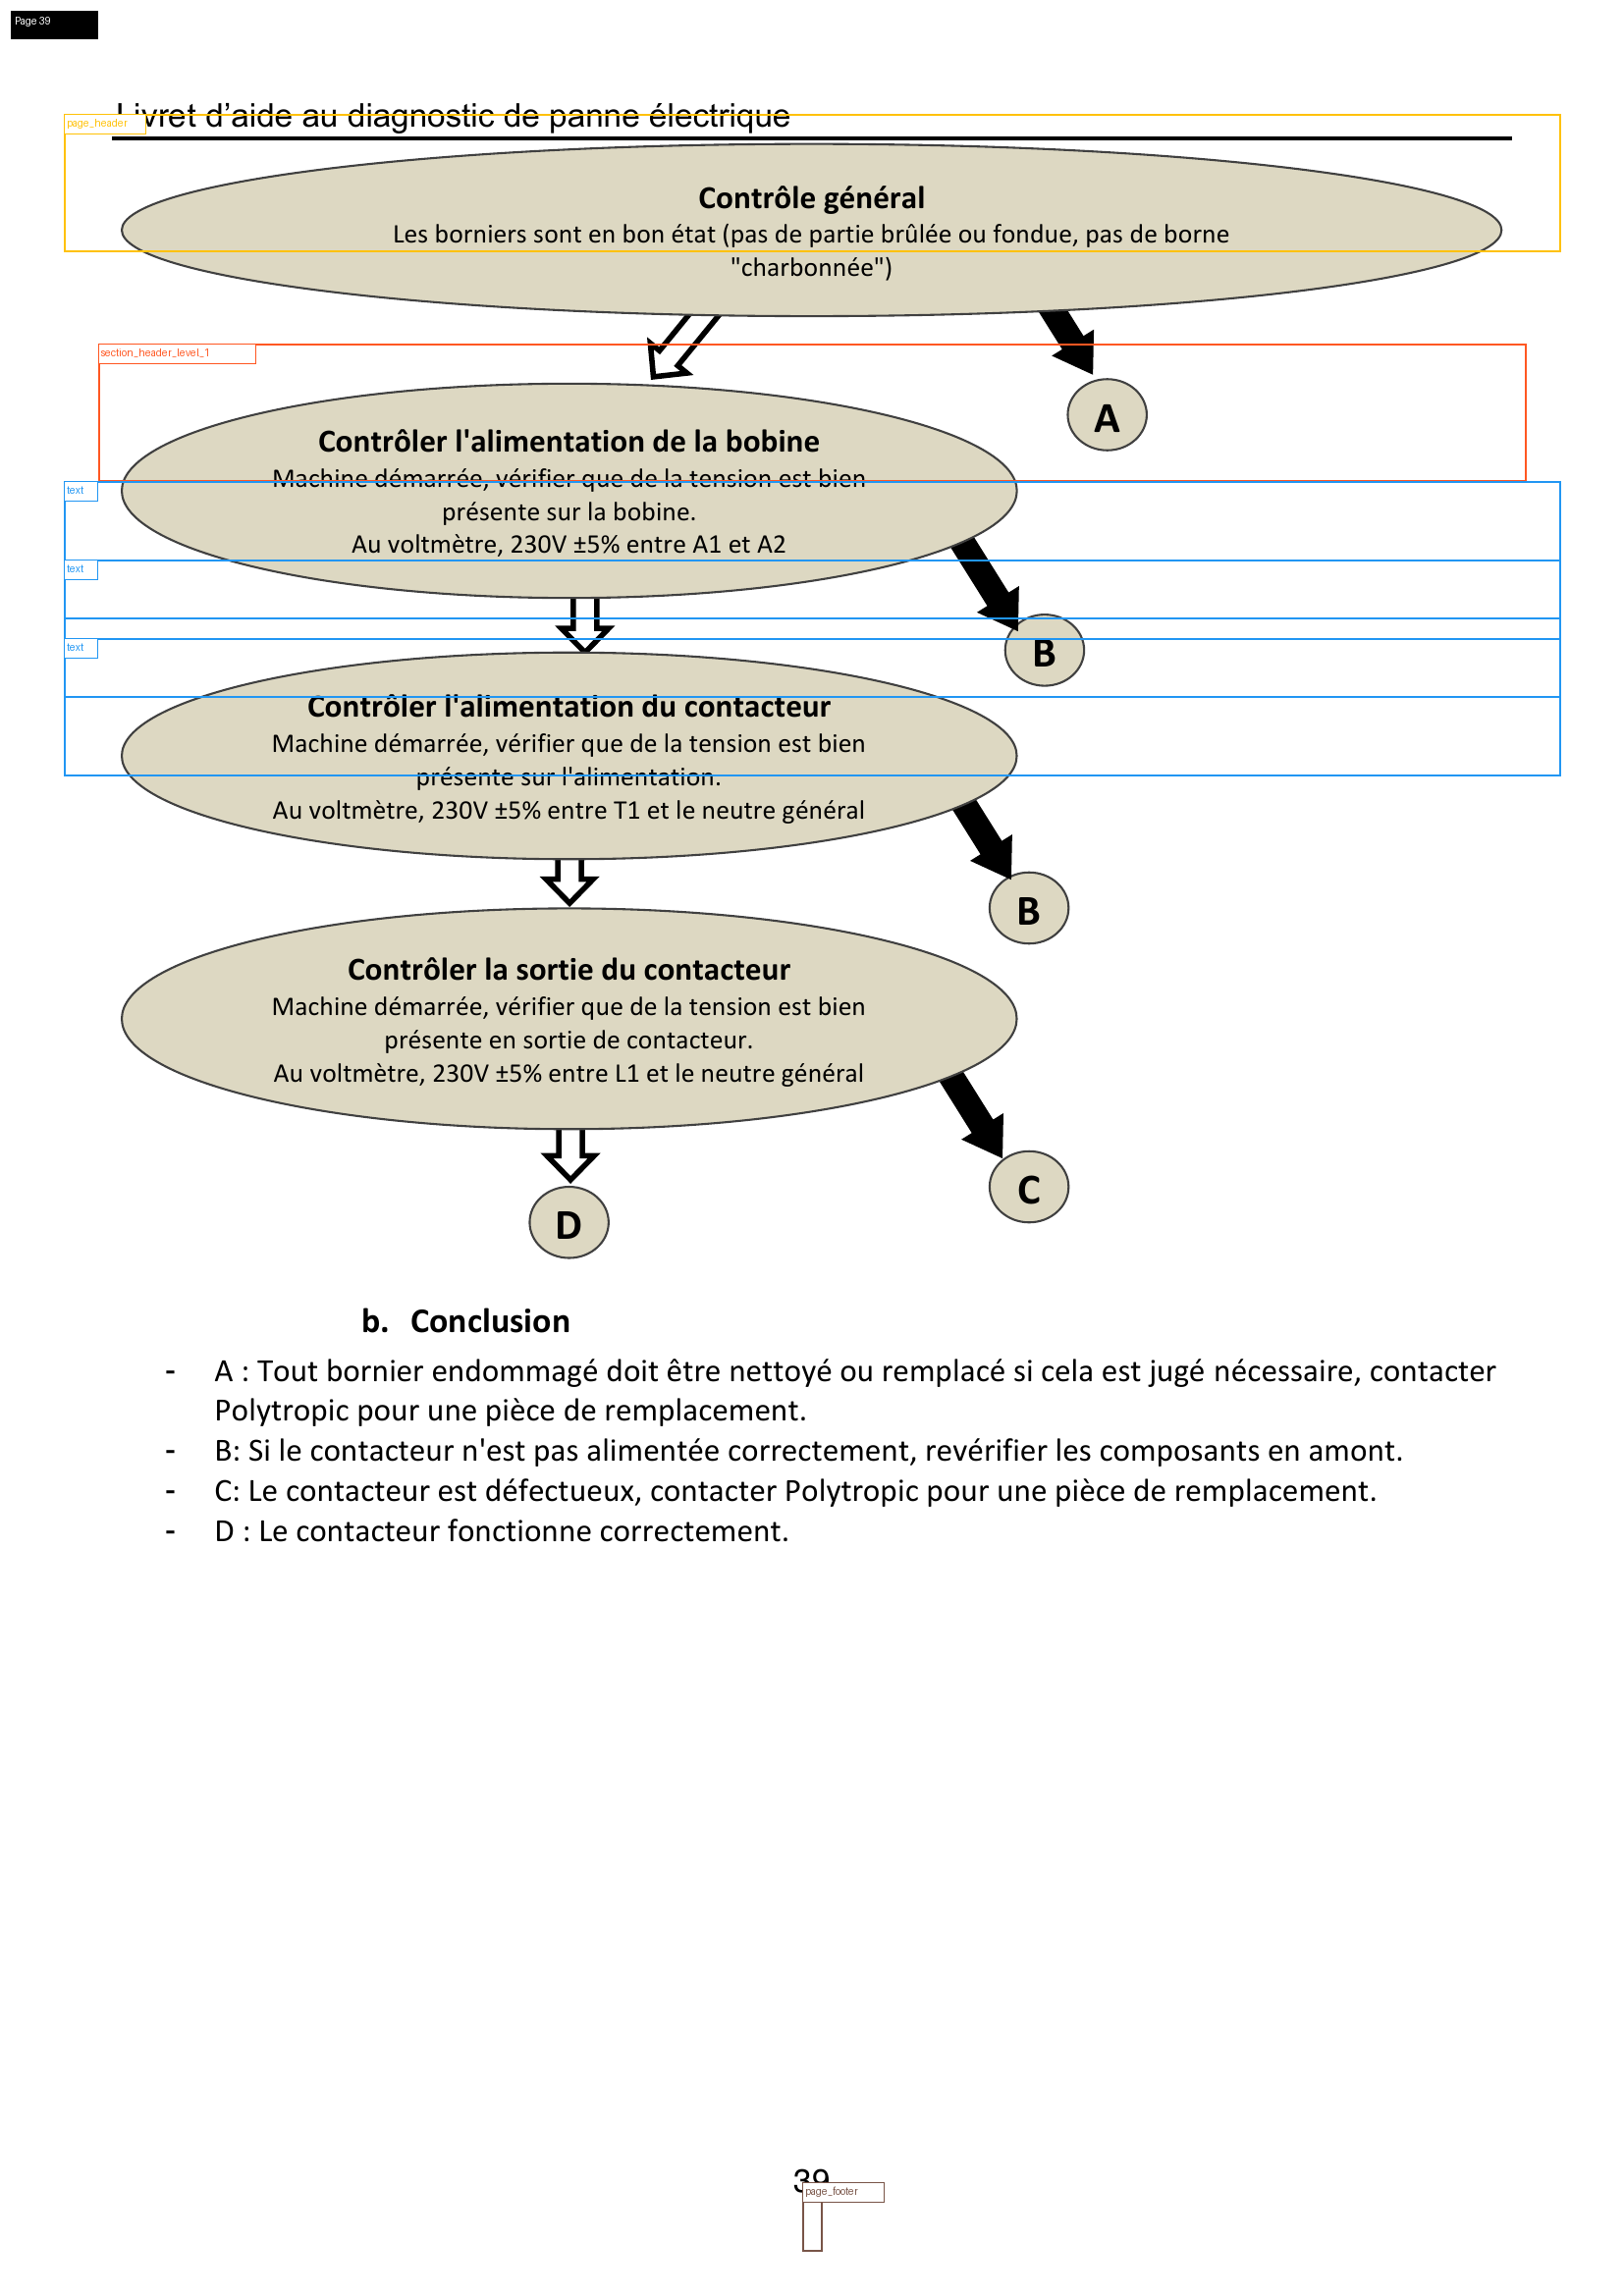 Page 39
Livret d’aide au diagnostic de panne électrique
page_header
Contrôle général
Les borniers sont en bon état (pas de partie brûlée ou fondue, pas de borne
"charbonnée")
section_header_level_1
A
Contrôler l'alimentation de la bobine
Machine démarrée, vérifier que de la tension est bien
text
présente sur la bobine.
Au voltmètre, 230V ±5% entre A1 et A2
text
B
text
Contrôler l'alimentation du contacteur
Machine démarrée, vérifier que de la tension est bien
présente sur l'alimentation.
Au voltmètre, 230V ±5% entre T1 et le neutre général
B
Contrôler la sortie du contacteur
Machine démarrée, vérifier que de la tension est bien
présente en sortie de contacteur.
Au voltmètre, 230V ±5% entre L1 et le neutre général
C
D
b. Conclusion
- A : Tout bornier endommagé doit être nettoyé ou remplacé si cela est jugé nécessaire, contacter
Polytropic pour une pièce de remplacement.
- B: Si le contacteur n'est pas alimentée correctement, revérifier les composants en amont.
- C: Le contacteur est défectueux, contacter Polytropic pour une pièce de remplacement.
- D : Le contacteur fonctionne correctement.
39
page_footer